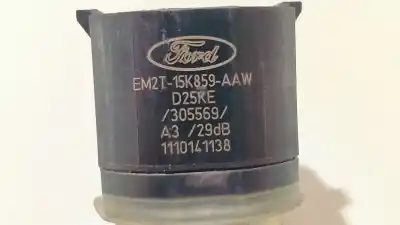 Ford
EM2T-15K859-AAW
D25KE
/305569/
A3 /29dB
1110141138